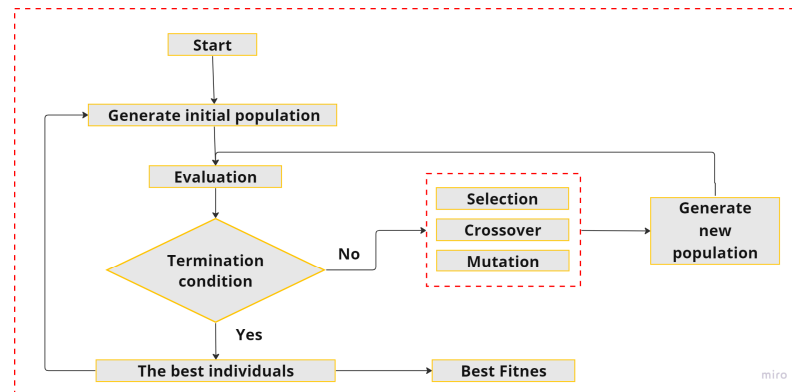 Start
Generate initial population
Evaluation
Termination
condition
No
Selection
Crossover
Mutation
Generate
new
population
Yes
The best individuals
Best Fitnes
miro